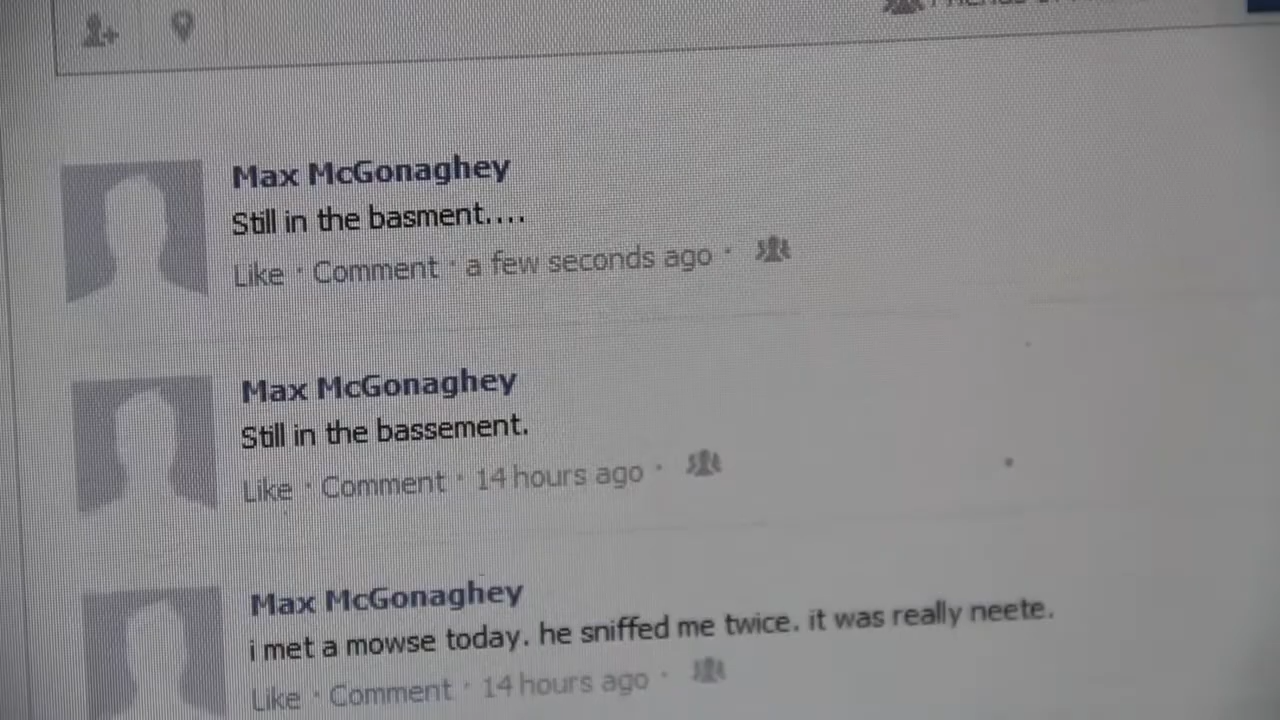 Max McGonaghey
Still in the basment....
Like · Comment · a few seconds ago ·
Max McGonaghey
Still in the bassement.
Like · Comment · 14 hours ago ·
Max McGonaghey
i met a mowse today. he sniffed me twice. it was really neete.
Like · Comment · 14 hours ago ·